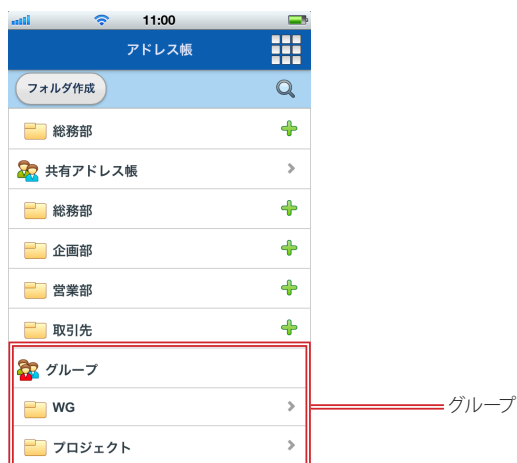 11:00
アドレス帳
フォルダ作成
総務部
共有アドレス帳
総務部
企画部
営業部
取引先
グループ
WG
グループ
プロジェクト